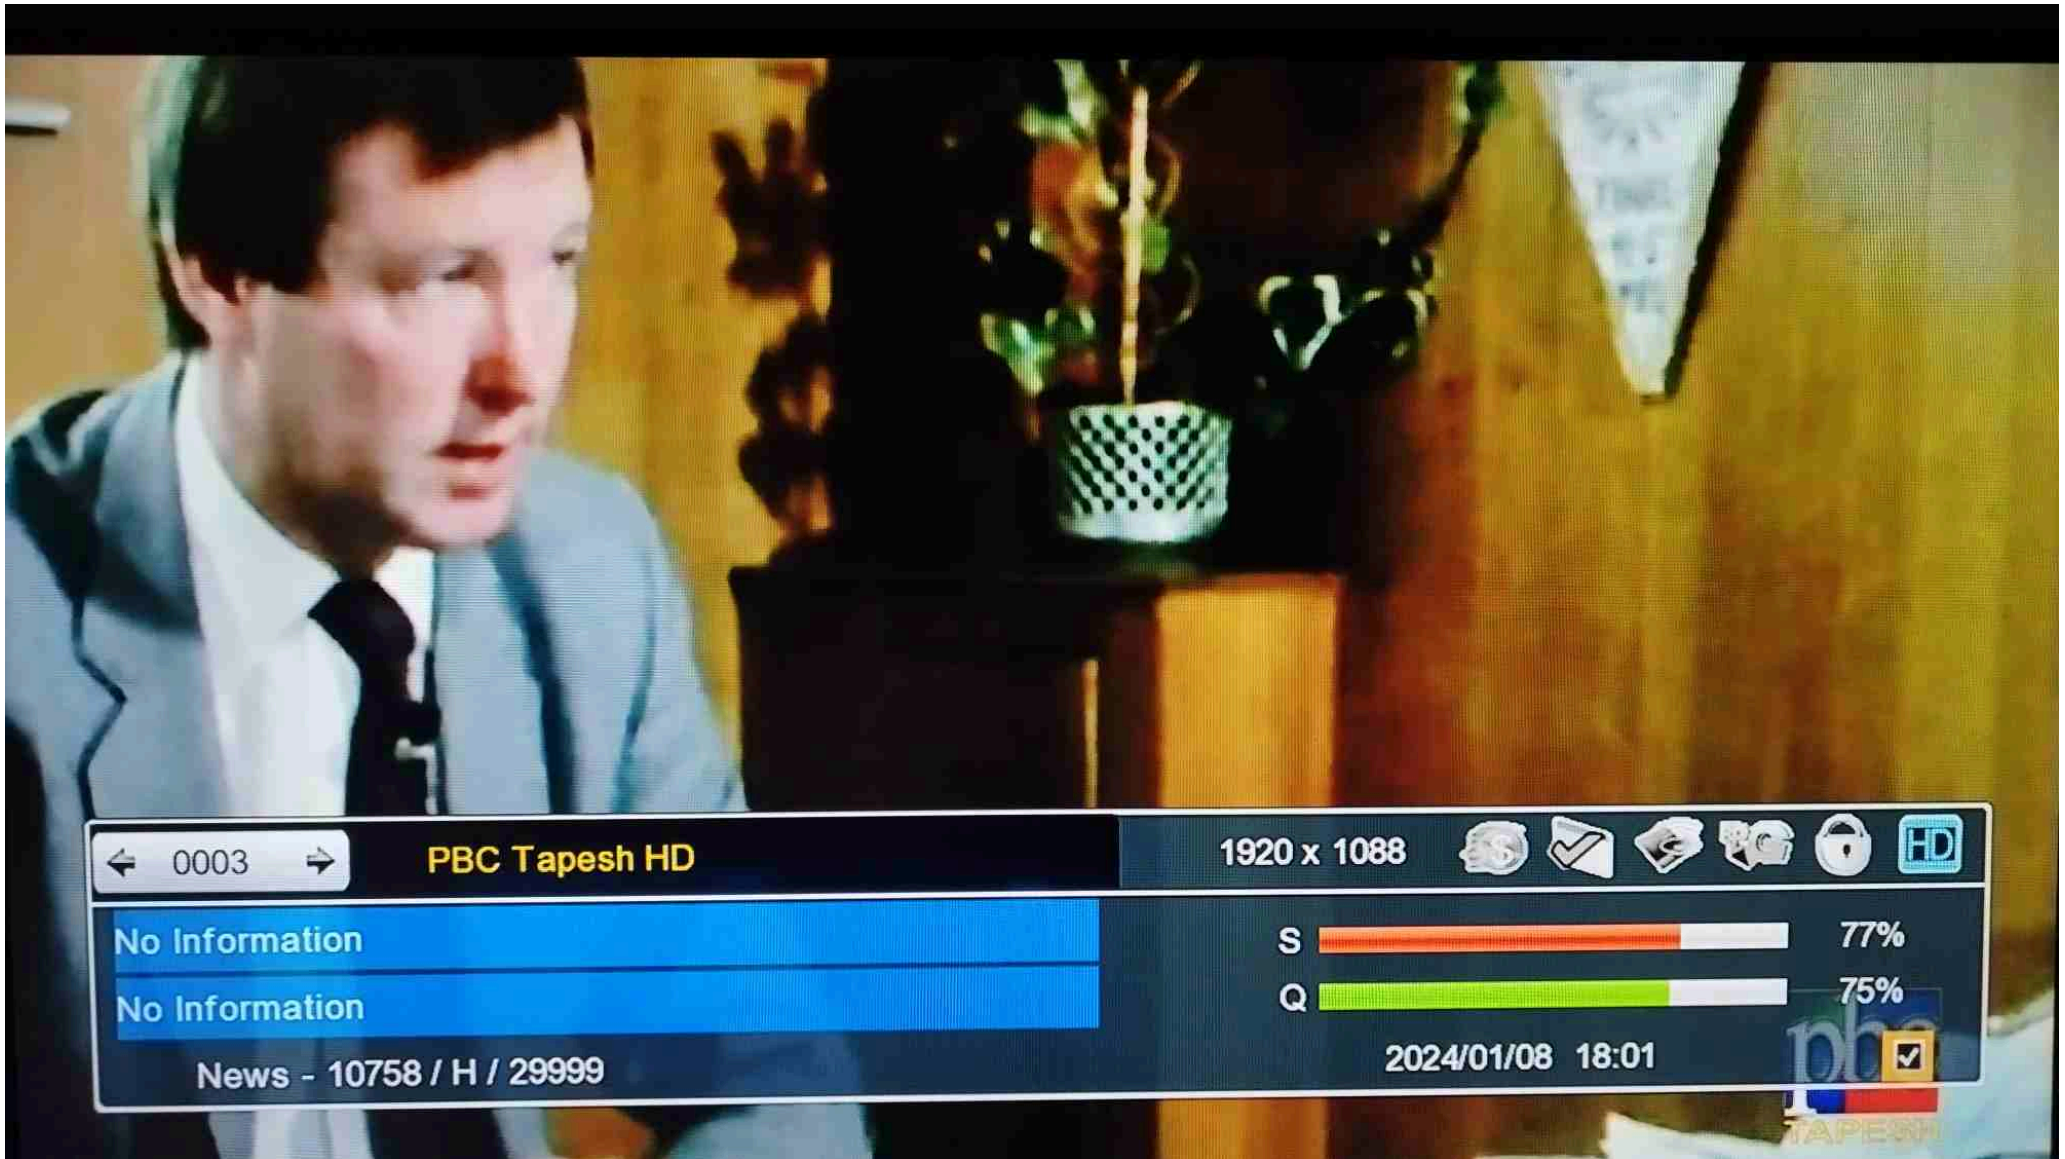 0003
PBC Tapesh HD
1920 x 1088
HD
No Information
S 77%
No Information
Q 75%
News - 10758 / H / 29999
2024/01/08 18:01
pbc
TAPESH